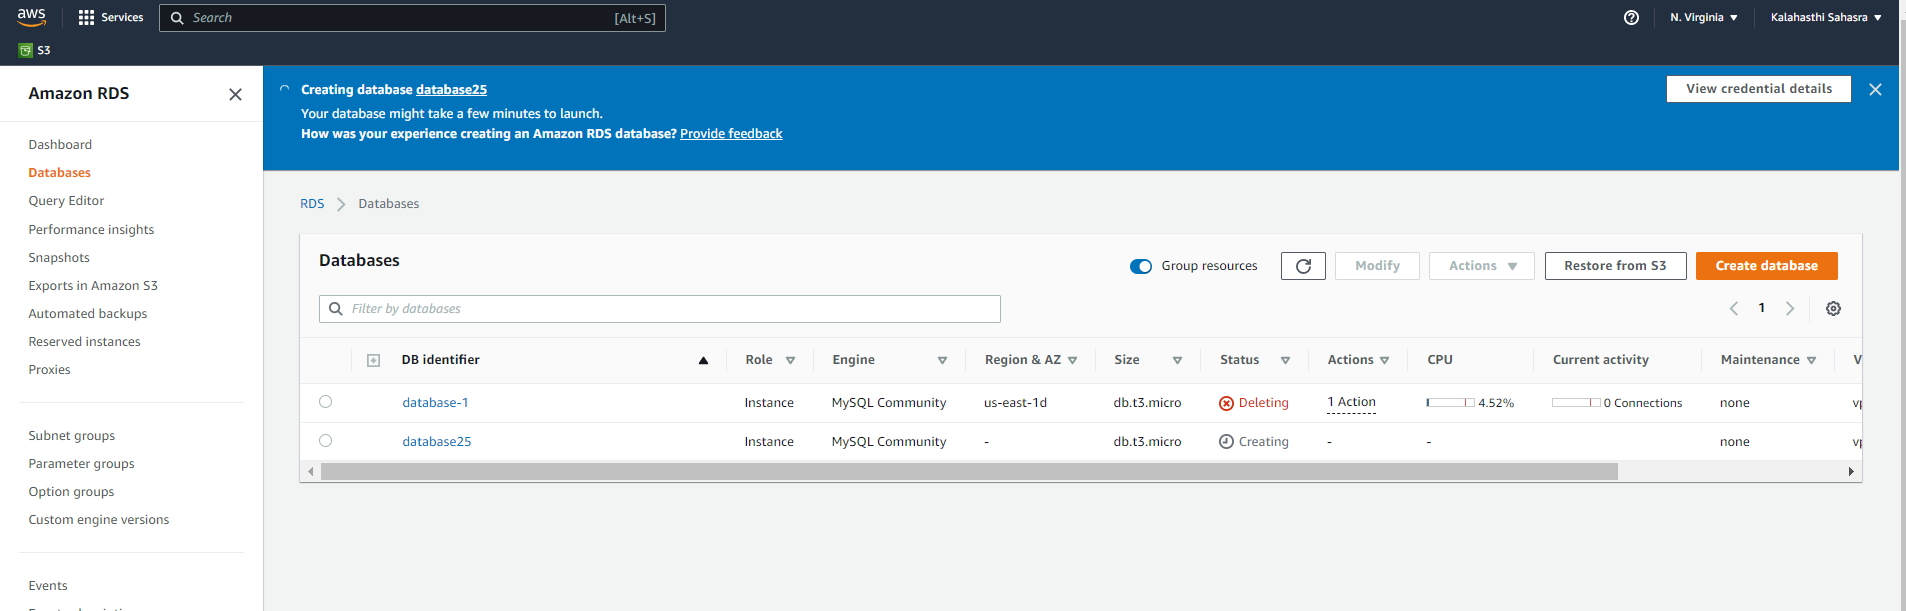 aws
Services
Search
[Alt+S]
N. Virginia
Kalahasthi Sahasra
S3
Amazon RDS
Dashboard
Databases
Query Editor
Performance insights
Snapshots
Exports in Amazon S3
Automated backups
Reserved instances
Proxies
Subnet groups
Parameter groups
Option groups
Custom engine versions
Events
Creating database database25
Your database might take a few minutes to launch.
How was your experience creating an Amazon RDS database? Provide feedback
View credential details
RDS > Databases
Databases
Group resources
Modify
Actions
Restore from S3
Create database
Filter by databases
1
DB identifier Role Engine Region & AZ Size Status Actions CPU Current activity Maintenance V
database-1 Instance MySQL Community us-east-1d db.t3.micro Deleting 1 Action 4.52% 0 Connections none
database25 Instance MySQL Community - db.t3.micro Creating - - none